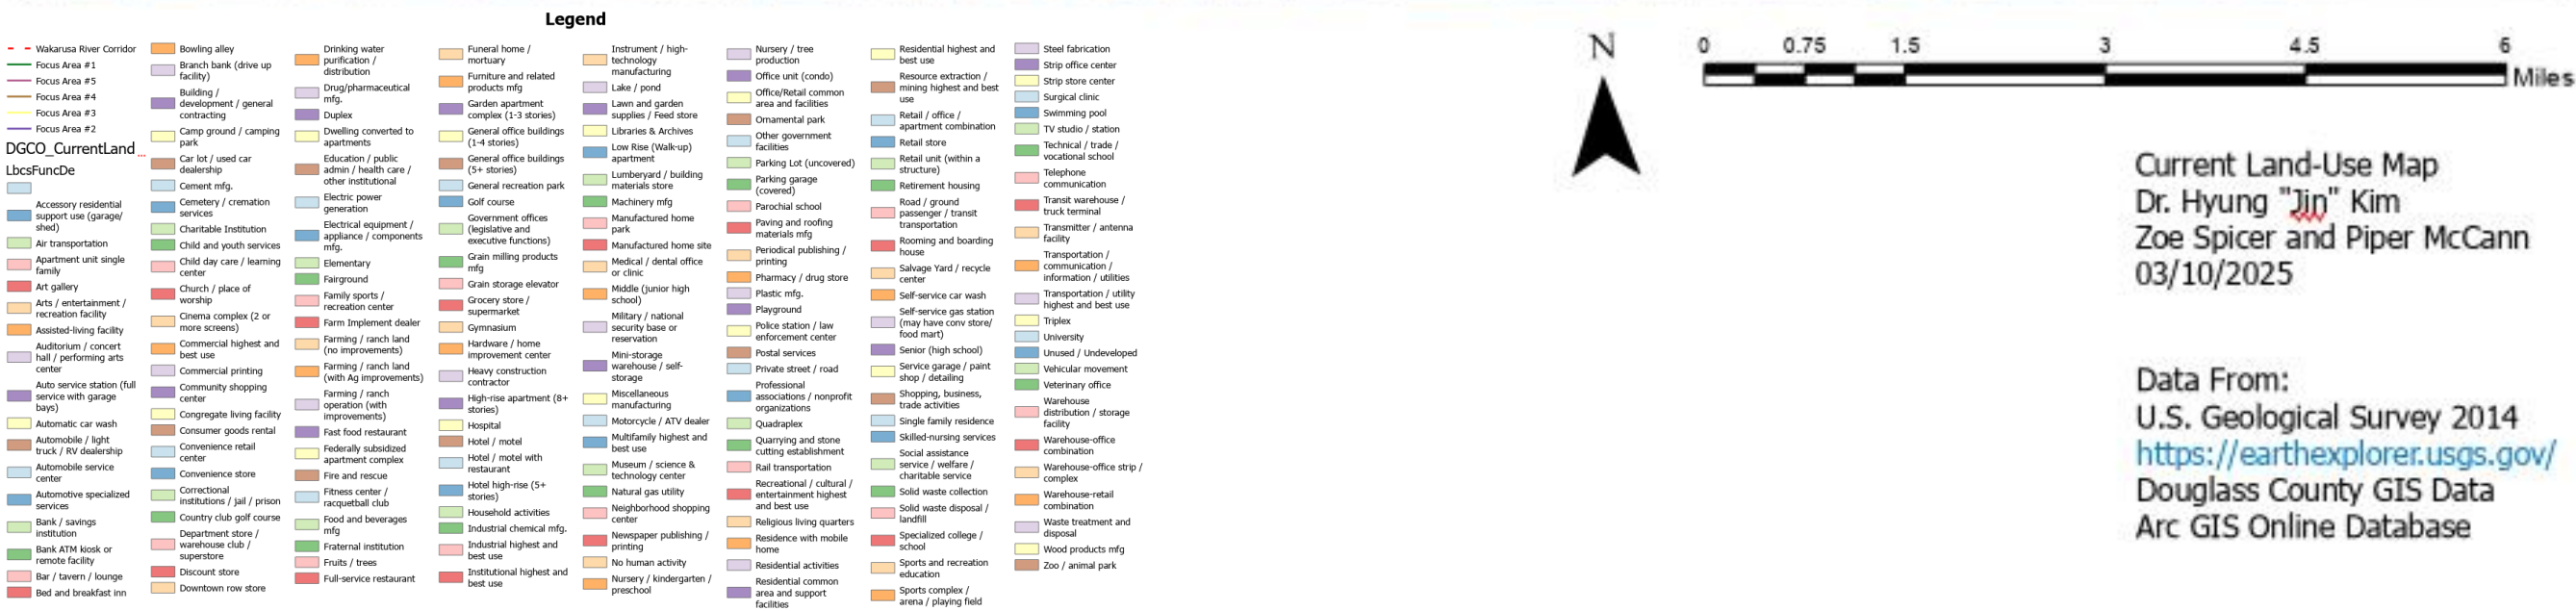 Legend
Wakarusa River Corridor
Focus Area #1
Focus Area #5
Focus Area #4
Focus Area #3
Focus Area #2
DGCO_CurrentLand...
LbcsFuncDe
Accessory residential
support use (garage/
shed)
Air transportation
Apartment unit single
family
Art gallery
Arts / entertainment /
recreation facility
Assisted-living facility
Auditorium / concert
hall / performing arts
center
Auto service station (full
service with garage
bays)
Automatic car wash
Automobile / light
truck / RV dealership
Automobile service
center
Automotive specialized
services
Bank / savings
institution
Bank ATM kiosk or
remote facility
Bar / tavern / lounge
Bed and breakfast inn
Bowling alley
Branch bank (drive up
facility)
Building /
development / general
contracting
Camp ground / camping
park
Car lot / used car
dealership
Cement mfg.
Cemetery / cremation
services
Charitable Institution
Child and youth services
Child day care / learning
center
Church / place of
worship
Cinema complex (2 or
more screens)
Commercial highest and
best use
Commercial printing
Community shopping
center
Congregate living facility
Consumer goods rental
Convenience retail
center
Convenience store
Correctional
institutions / jail / prison
Country club golf course
Department store /
warehouse club /
superstore
Discount store
Downtown row store
Drinking water
purification /
distribution
Drug/pharmaceutical
mfg.
Duplex
Dwelling converted to
apartments
Education / public
admin / health care /
other institutional
Electric power
generation
Electrical equipment /
appliance / components
mfg.
Elementary
Fairground
Family sports /
recreation center
Farm Implement dealer
Farming / ranch land
(no improvements)
Farming / ranch land
(with Ag improvements)
Farming / ranch
operation (with
improvements)
Fast food restaurant
Federally subsidized
apartment complex
Fire and rescue
Fitness center /
racquetball club
Food and beverages
mfg
Fraternal institution
Fruits / trees
Full-service restaurant
Funeral home /
mortuary
Furniture and related
products mfg
Garden apartment
complex (1-3 stories)
General office buildings
(1-4 stories)
General office buildings
(5+ stories)
General recreation park
Golf course
Government offices
(legislative and
executive functions)
Grain milling products
mfg
Grain storage elevator
Grocery store /
supermarket
Gymnasium
Hardware / home
improvement center
Heavy construction
contractor
High-rise apartment (8+
stories)
Hospital
Hotel / motel
Hotel / motel with
restaurant
Hotel high-rise (5+
stories)
Household activities
Industrial chemical mfg.
Industrial highest and
best use
Institutional highest and
best use
Instrument / high-
technology
manufacturing
Lake / pond
Lawn and garden
supplies / Feed store
Libraries & Archives
Low Rise (Walk-up)
apartment
Lumberyard / building
materials store
Machinery mfg
Manufactured home
park
Manufactured home site
Medical / dental office
or clinic
Middle (junior high
school)
Military / national
security base or
reservation
Mini-storage
warehouse / self-
storage
Miscellaneous
manufacturing
Motorcycle / ATV dealer
Multifamily highest and
best use
Museum / science &
technology center
Natural gas utility
Neighborhood shopping
center
Newspaper publishing /
printing
No human activity
Nursery / kindergarten /
preschool
Nursery / tree
production
Office unit (condo)
Office/Retail common
area and facilities
Ornamental park
Other government
facilities
Parking Lot (uncovered)
Parking garage
(covered)
Parochial school
Paving and roofing
materials mfg
Periodical publishing /
printing
Pharmacy / drug store
Plastic mfg.
Playground
Police station / law
enforcement center
Postal services
Private street / road
Professional
associations / nonprofit
organizations
Quadraplex
Quarrying and stone
cutting establishment
Rail transportation
Recreational / cultural /
entertainment highest
and best use
Religious living quarters
Residence with mobile
home
Residential activities
Residential common
area and support
facilities
Residential highest and
best use
Resource extraction /
mining highest and best
use
Retail / office /
apartment combination
Retail store
Retail unit (within a
structure)
Retirement housing
Road / ground
passenger / transit
transportation
Rooming and boarding
house
Salvage Yard / recycle
center
Self-service car wash
Self-service gas station
(may have conv store/
food mart)
Senior (high school)
Service garage / paint
shop / detailing
Shopping, business,
trade activities
Single family residence
Skilled-nursing services
Social assistance
service / welfare /
charitable service
Solid waste collection
Solid waste disposal /
landfill
Specialized college /
school
Sports and recreation
education
Sports complex /
arena / playing field
Steel fabrication
Strip office center
Strip store center
Surgical clinic
Swimming pool
TV studio / station
Technical / trade /
vocational school
Telephone
communication
Transit warehouse /
truck terminal
Transmitter / antenna
facility
Transportation /
communication /
information / utilities
Transportation / utility
highest and best use
Triplex
University
Unused / Undeveloped
Vehicular movement
Veterinary office
Warehouse
distribution / storage
facility
Warehouse-office
combination
Warehouse-office strip /
complex
Warehouse-retail
combination
Waste treatment and
disposal
Wood products mfg
Zoo / animal park
N
0 0.75 1.5 3 4.5 6
Miles
Current Land-Use Map
Dr. Hyung "Jin" Kim
Zoe Spicer and Piper McCann
03/10/2025
Data From:
U.S. Geological Survey 2014
https://earthexplorer.usgs.gov/
Douglass County GIS Data
Arc GIS Online Database